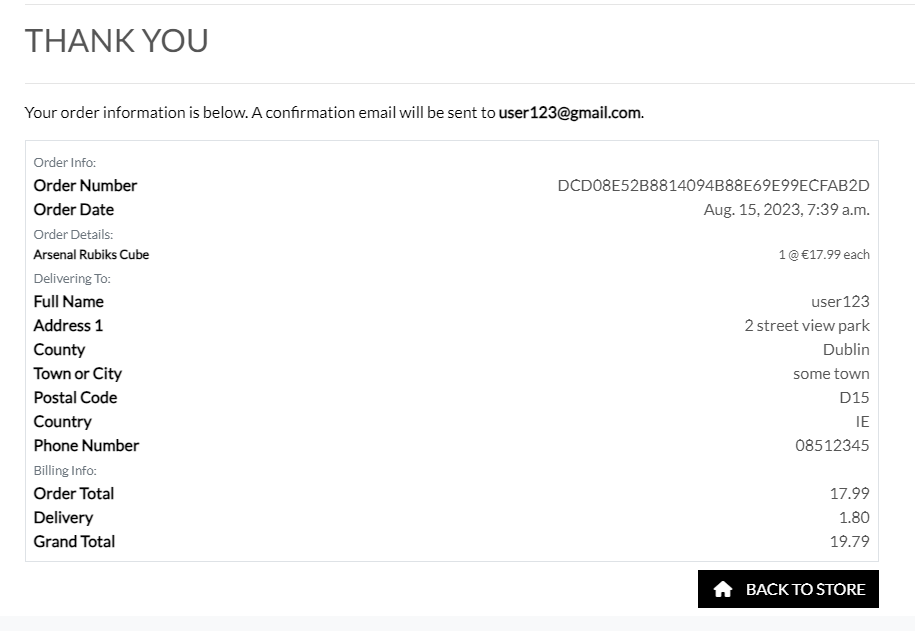 THANK YOU
Your order information is below. A confirmation email will be sent to user123@gmail.com.
Order Info:
Order Number DCD08E52B8814094B88E69E99ECFAB2D
Order Date Aug. 15, 2023, 7:39 a.m.
Order Details:
Arsenal Rubiks Cube 1 @ €17.99 each
Delivering To:
Full Name user123
Address 1 2 street view park
County Dublin
Town or City some town
Postal Code D15
Country IE
Phone Number 08512345
Billing Info:
Order Total 17.99
Delivery 1.80
Grand Total 19.79
BACK TO STORE